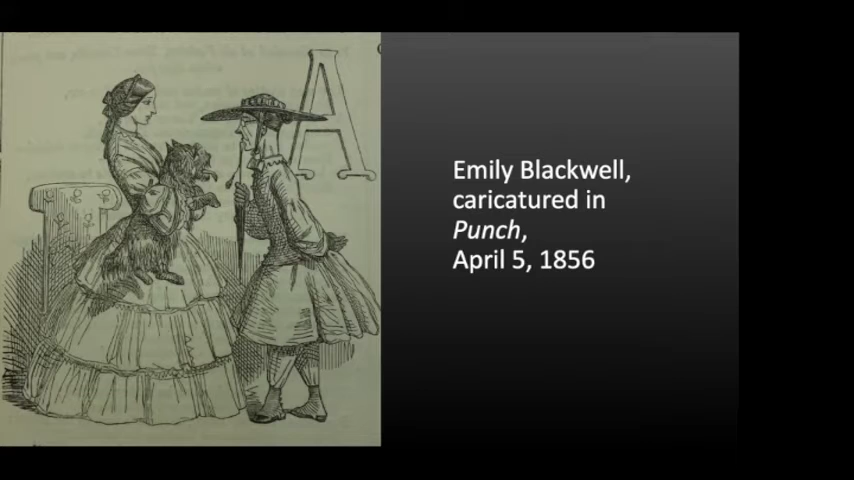 A
Emily Blackwell,
caricatured in
Punch,
April 5, 1856